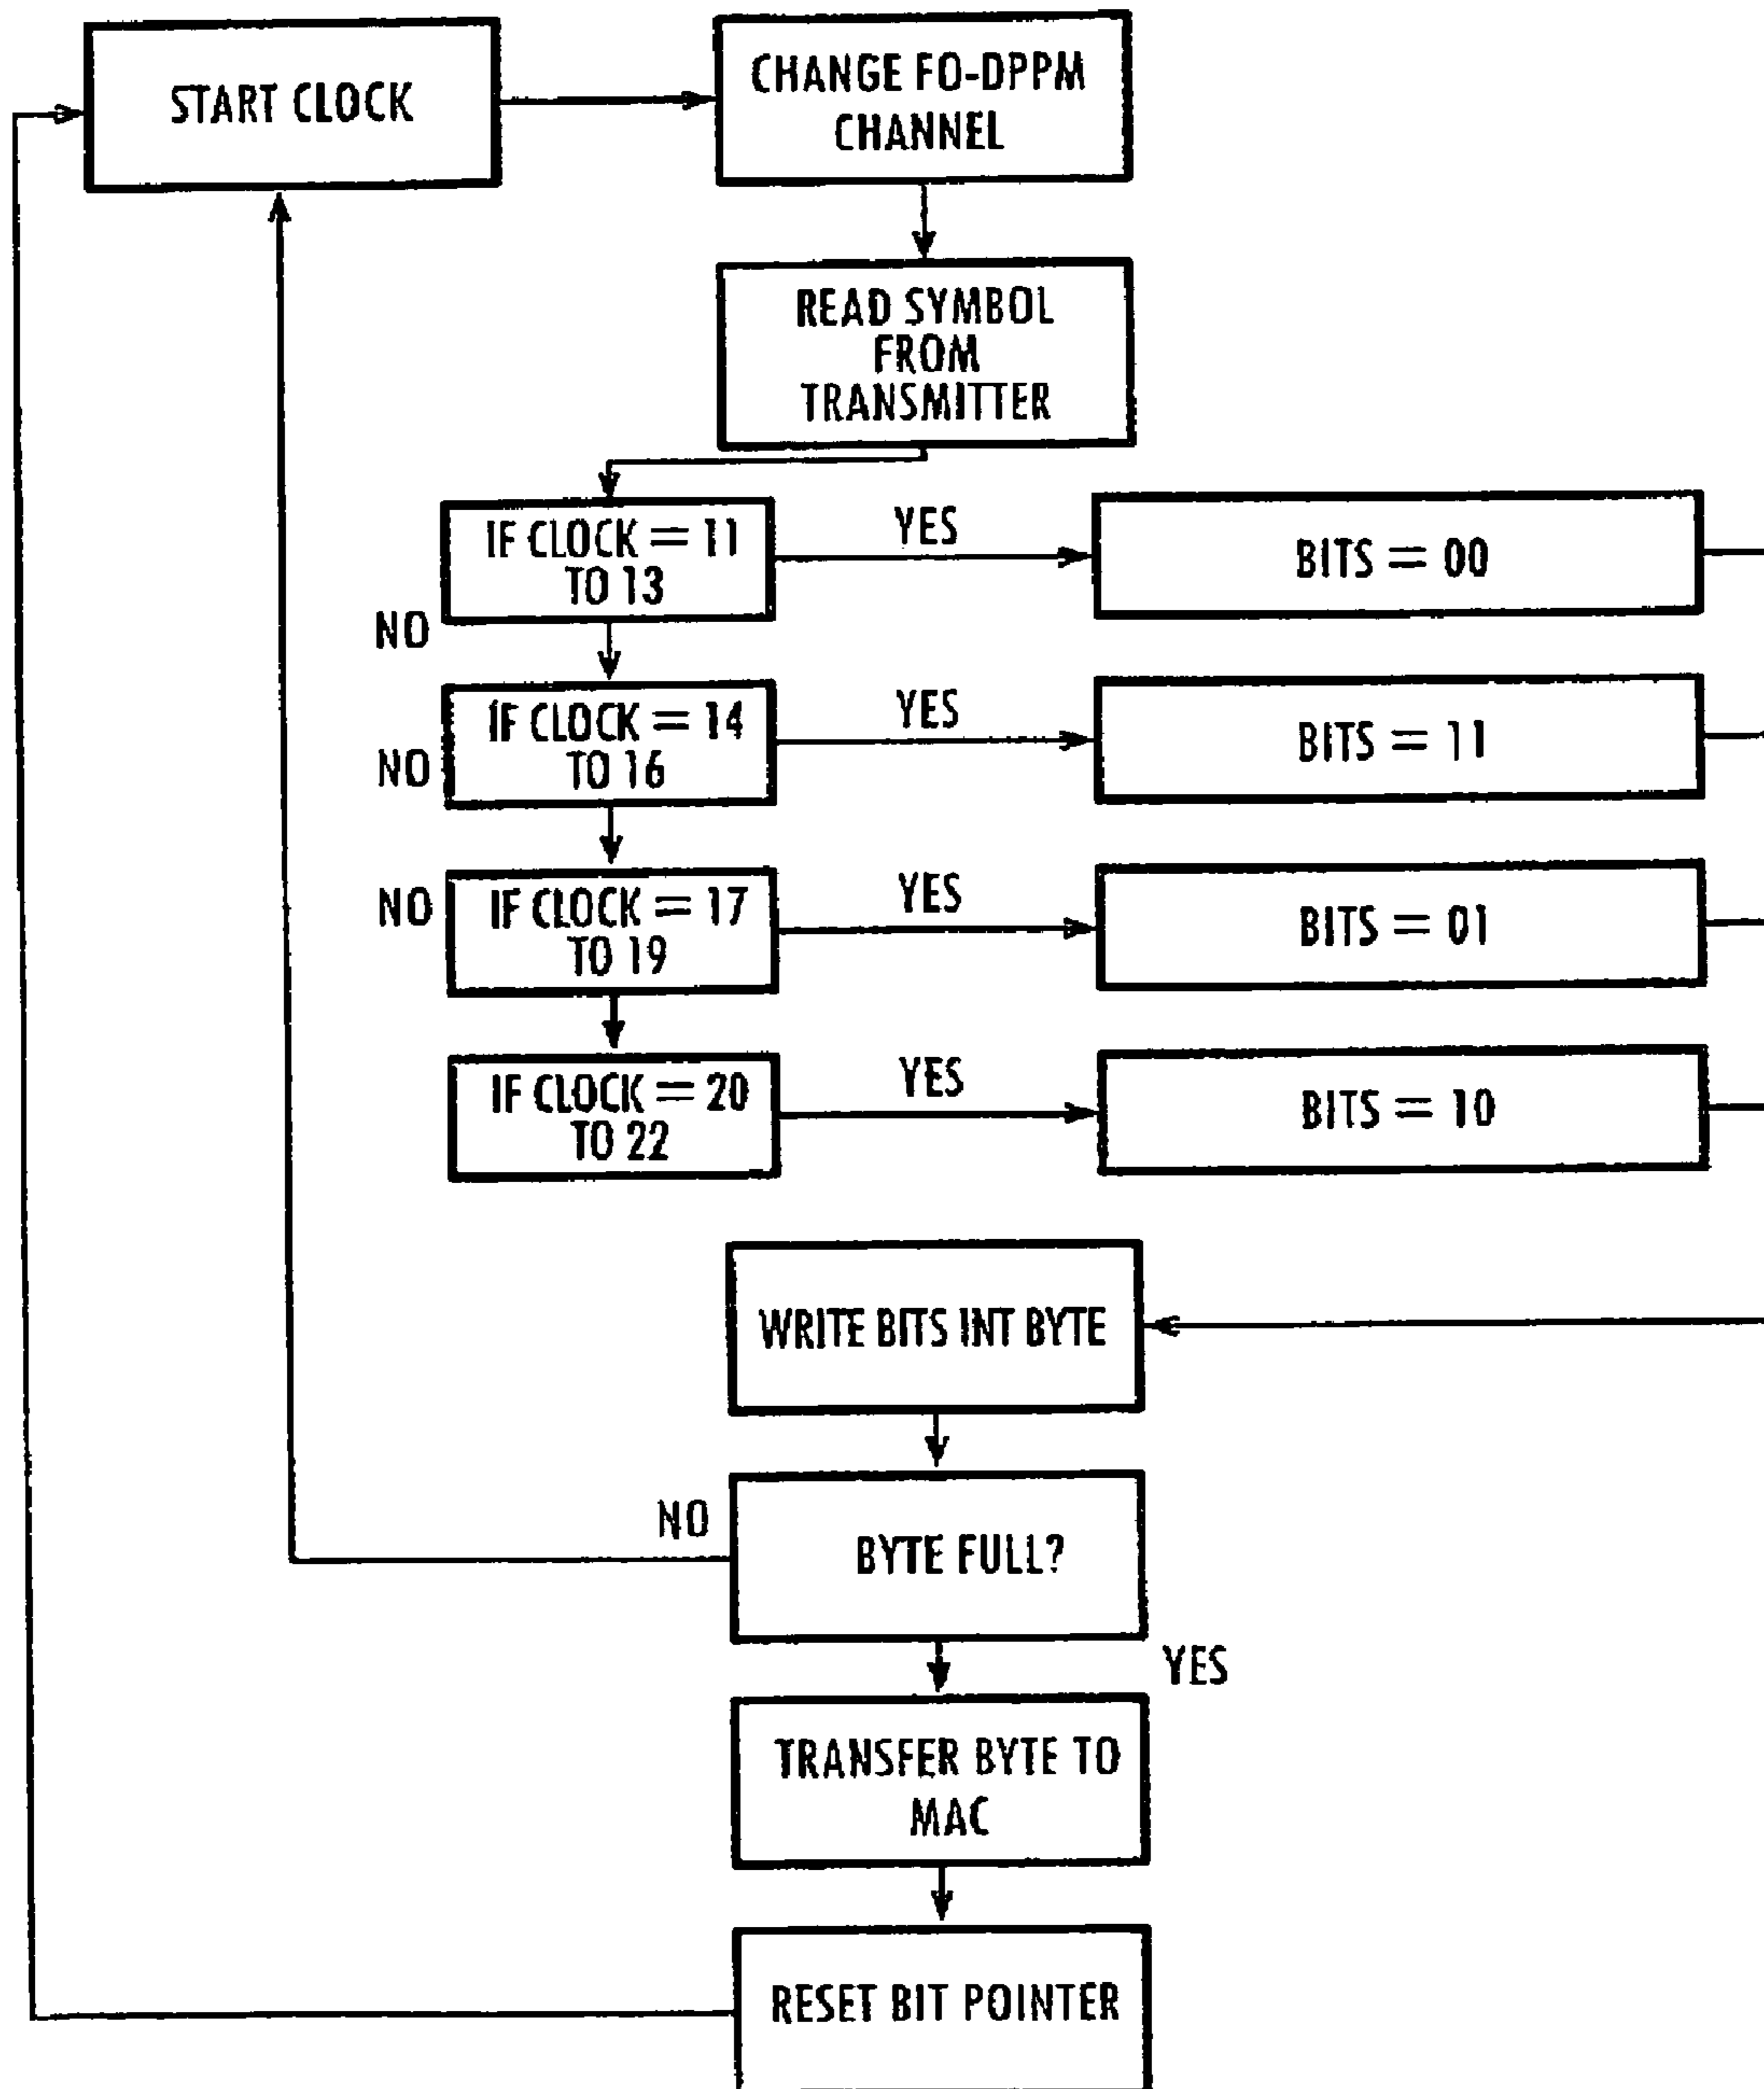 START CLOCK
CHANGE FO-DPPM
CHANNEL
READ SYMBOL
FROM
TRANSMITTER
IF CLOCK = 11
TO 13
YES
BITS = 00
NO
IF CLOCK = 14
TO 16
YES
BITS = 11
NO
IF CLOCK = 17
TO 19
YES
BITS = 01
NO
IF CLOCK = 20
TO 22
YES
BITS = 10
WRITE BITS INT BYTE
NO
BYTE FULL?
YES
TRANSFER BYTE TO
MAC
RESET BIT POINTER